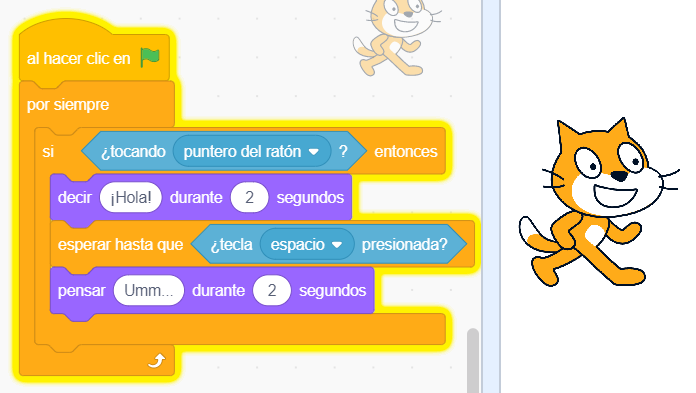 al hacer clic en
por siempre
si ¿tocando puntero del ratón ? entonces
decir ¡Hola! durante 2 segundos
esperar hasta que ¿tecla espacio presionada?
pensar Umm... durante 2 segundos